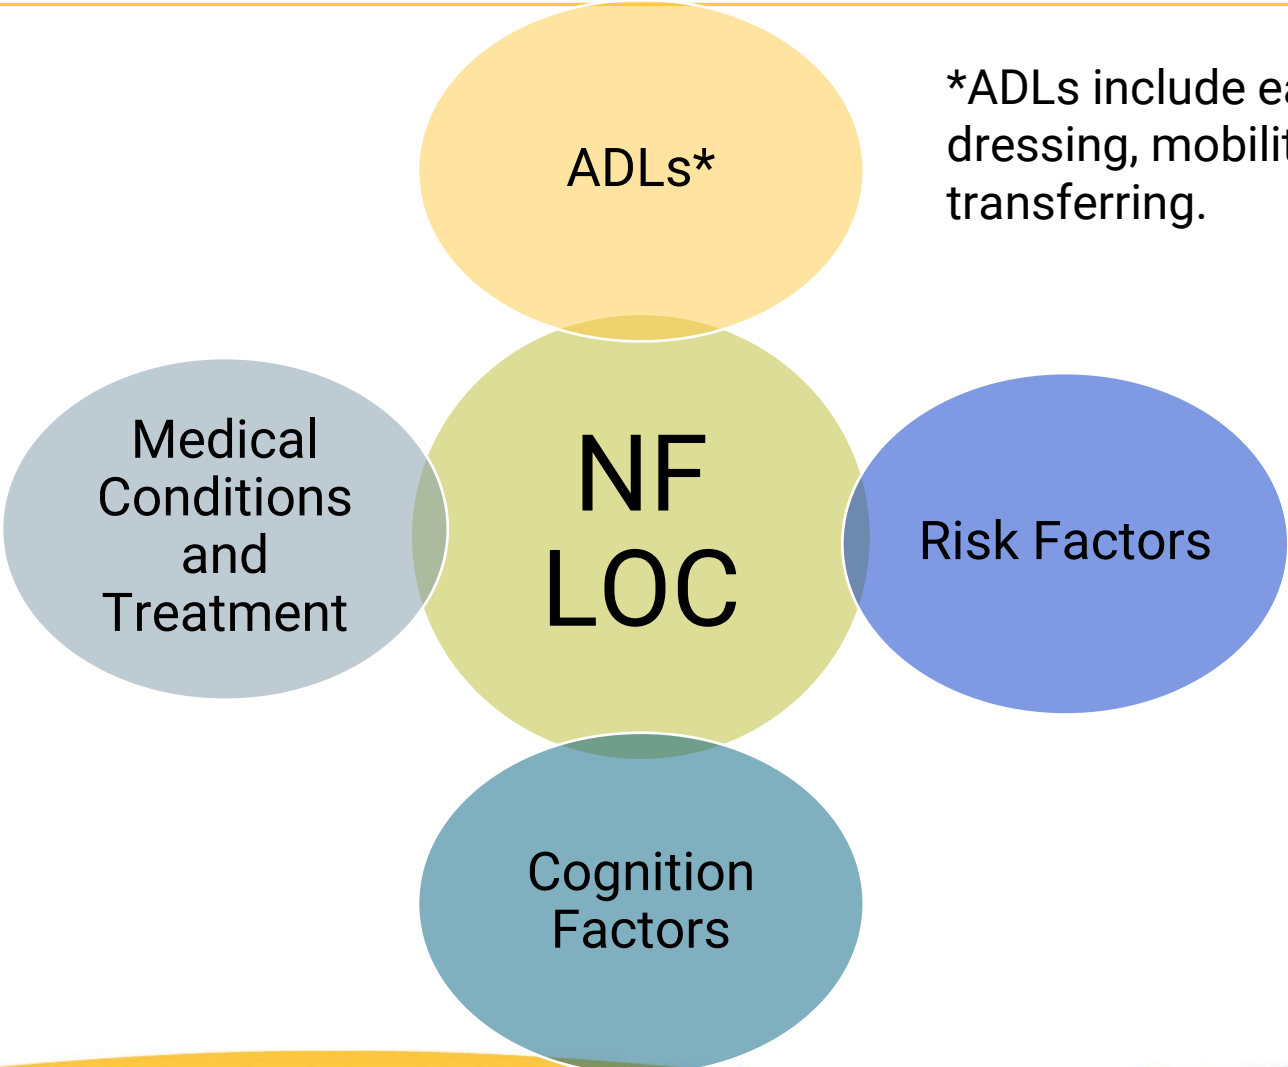 ADLs*
*ADLs include
dressing,
transferring.
Medical
Conditions
and
Treatment
NF
LOC
Risk Factors
Cognition
Factors